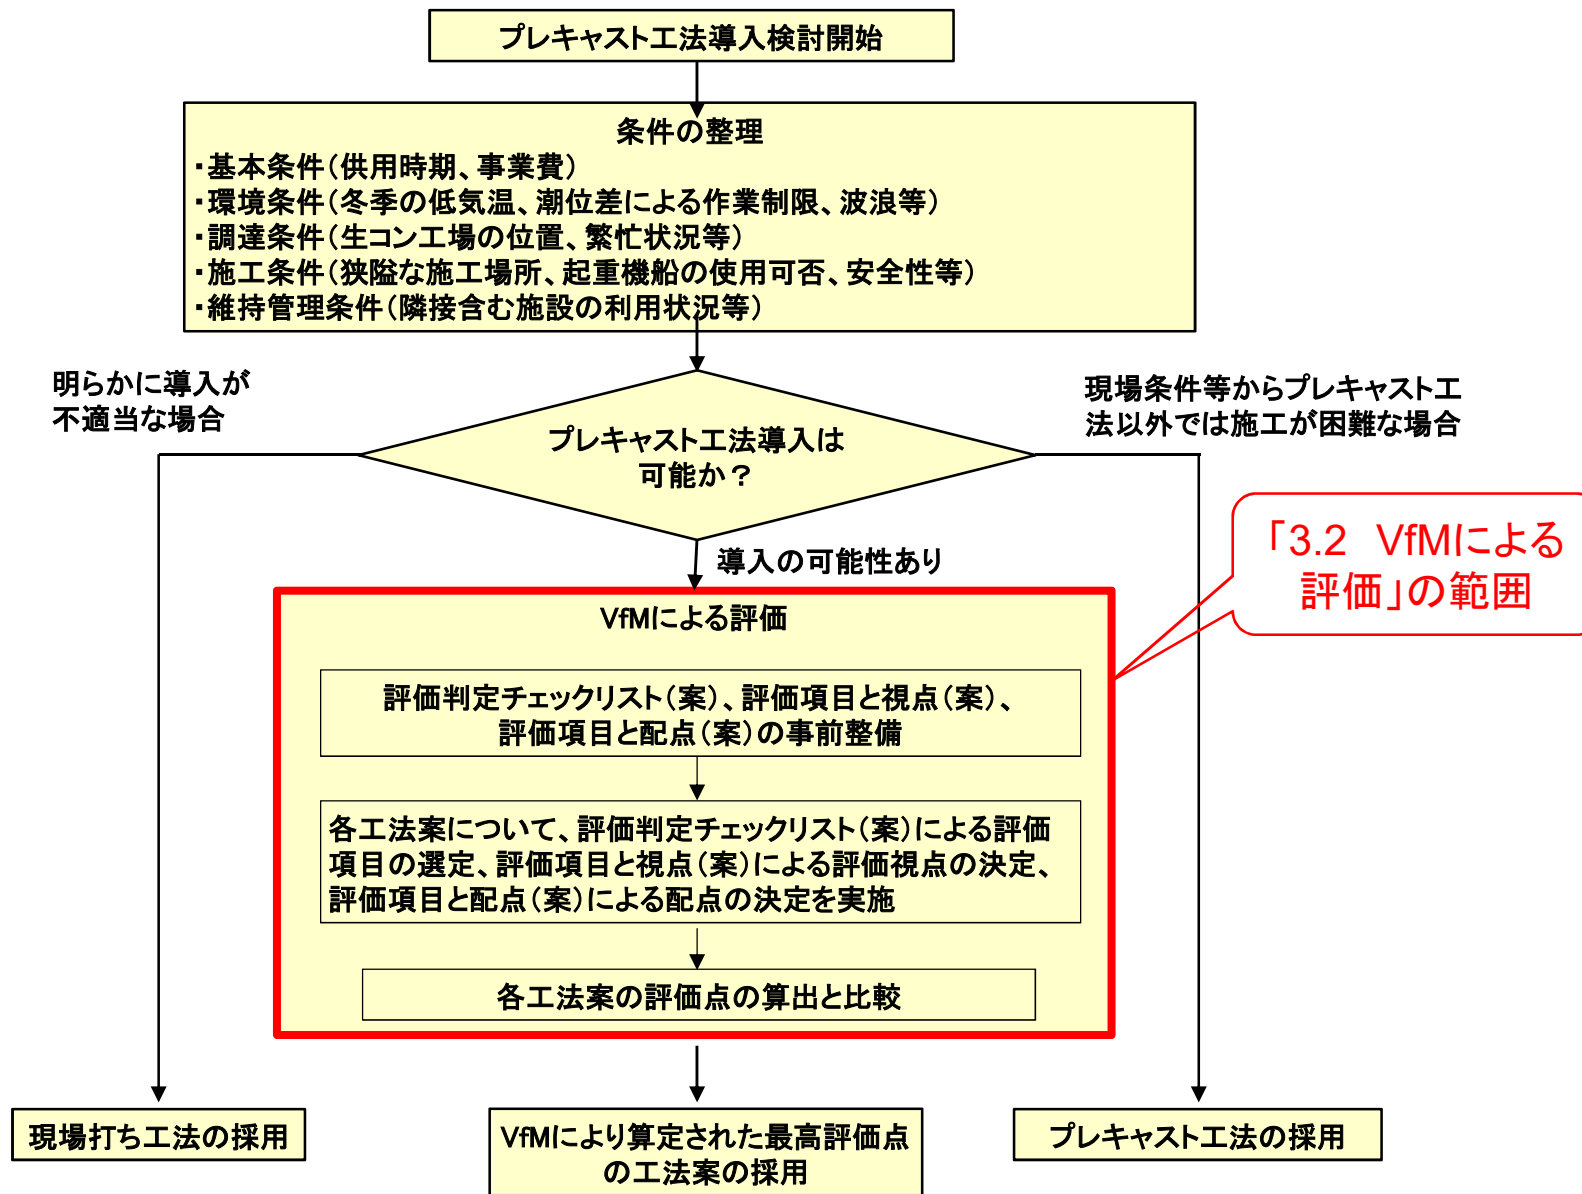 プレキャスト工法導入検討開始
条件の整理
・基本条件（供用時期、事業費）
・環境条件（冬季の低気温、潮位差による作業制限、波浪等）
・調達条件（生コン工場の位置、繁忙状況等）
・施工条件（狭隘な施工場所、起重機船の使用可否、安全性等）
・維持管理条件（隣接含む施設の利用状況等）
明らかに導入が
不適当な場合
現場条件等からプレキャスト工
法以外では施工が困難な場合
プレキャスト工法導入は
可能か？
導入の可能性あり
「3.2　VfMによる
評価」の範囲
VfMによる評価
評価判定チェックリスト（案）、評価項目と視点（案）、
評価項目と配点（案）の事前整備
各工法案について、評価判定チェックリスト（案）による評価
項目の選定、評価項目と視点（案）による評価視点の決定、
評価項目と配点（案）による配点の決定を実施
各工法案の評価点の算出と比較
現場打ち工法の採用
VfMにより算定された最高評価点
の工法案の採用
プレキャスト工法の採用